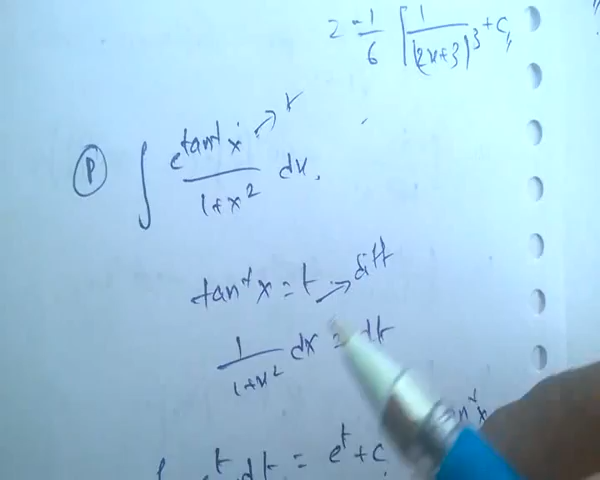 = -1/6 [1/(2x+3)]³ + c,
(P) ∫ e^(tan⁻¹x)/(1+x²) dx. → t
tan⁻¹x = t → diff
1/(1+x²) dx = dt
e^t dt = e^t + c